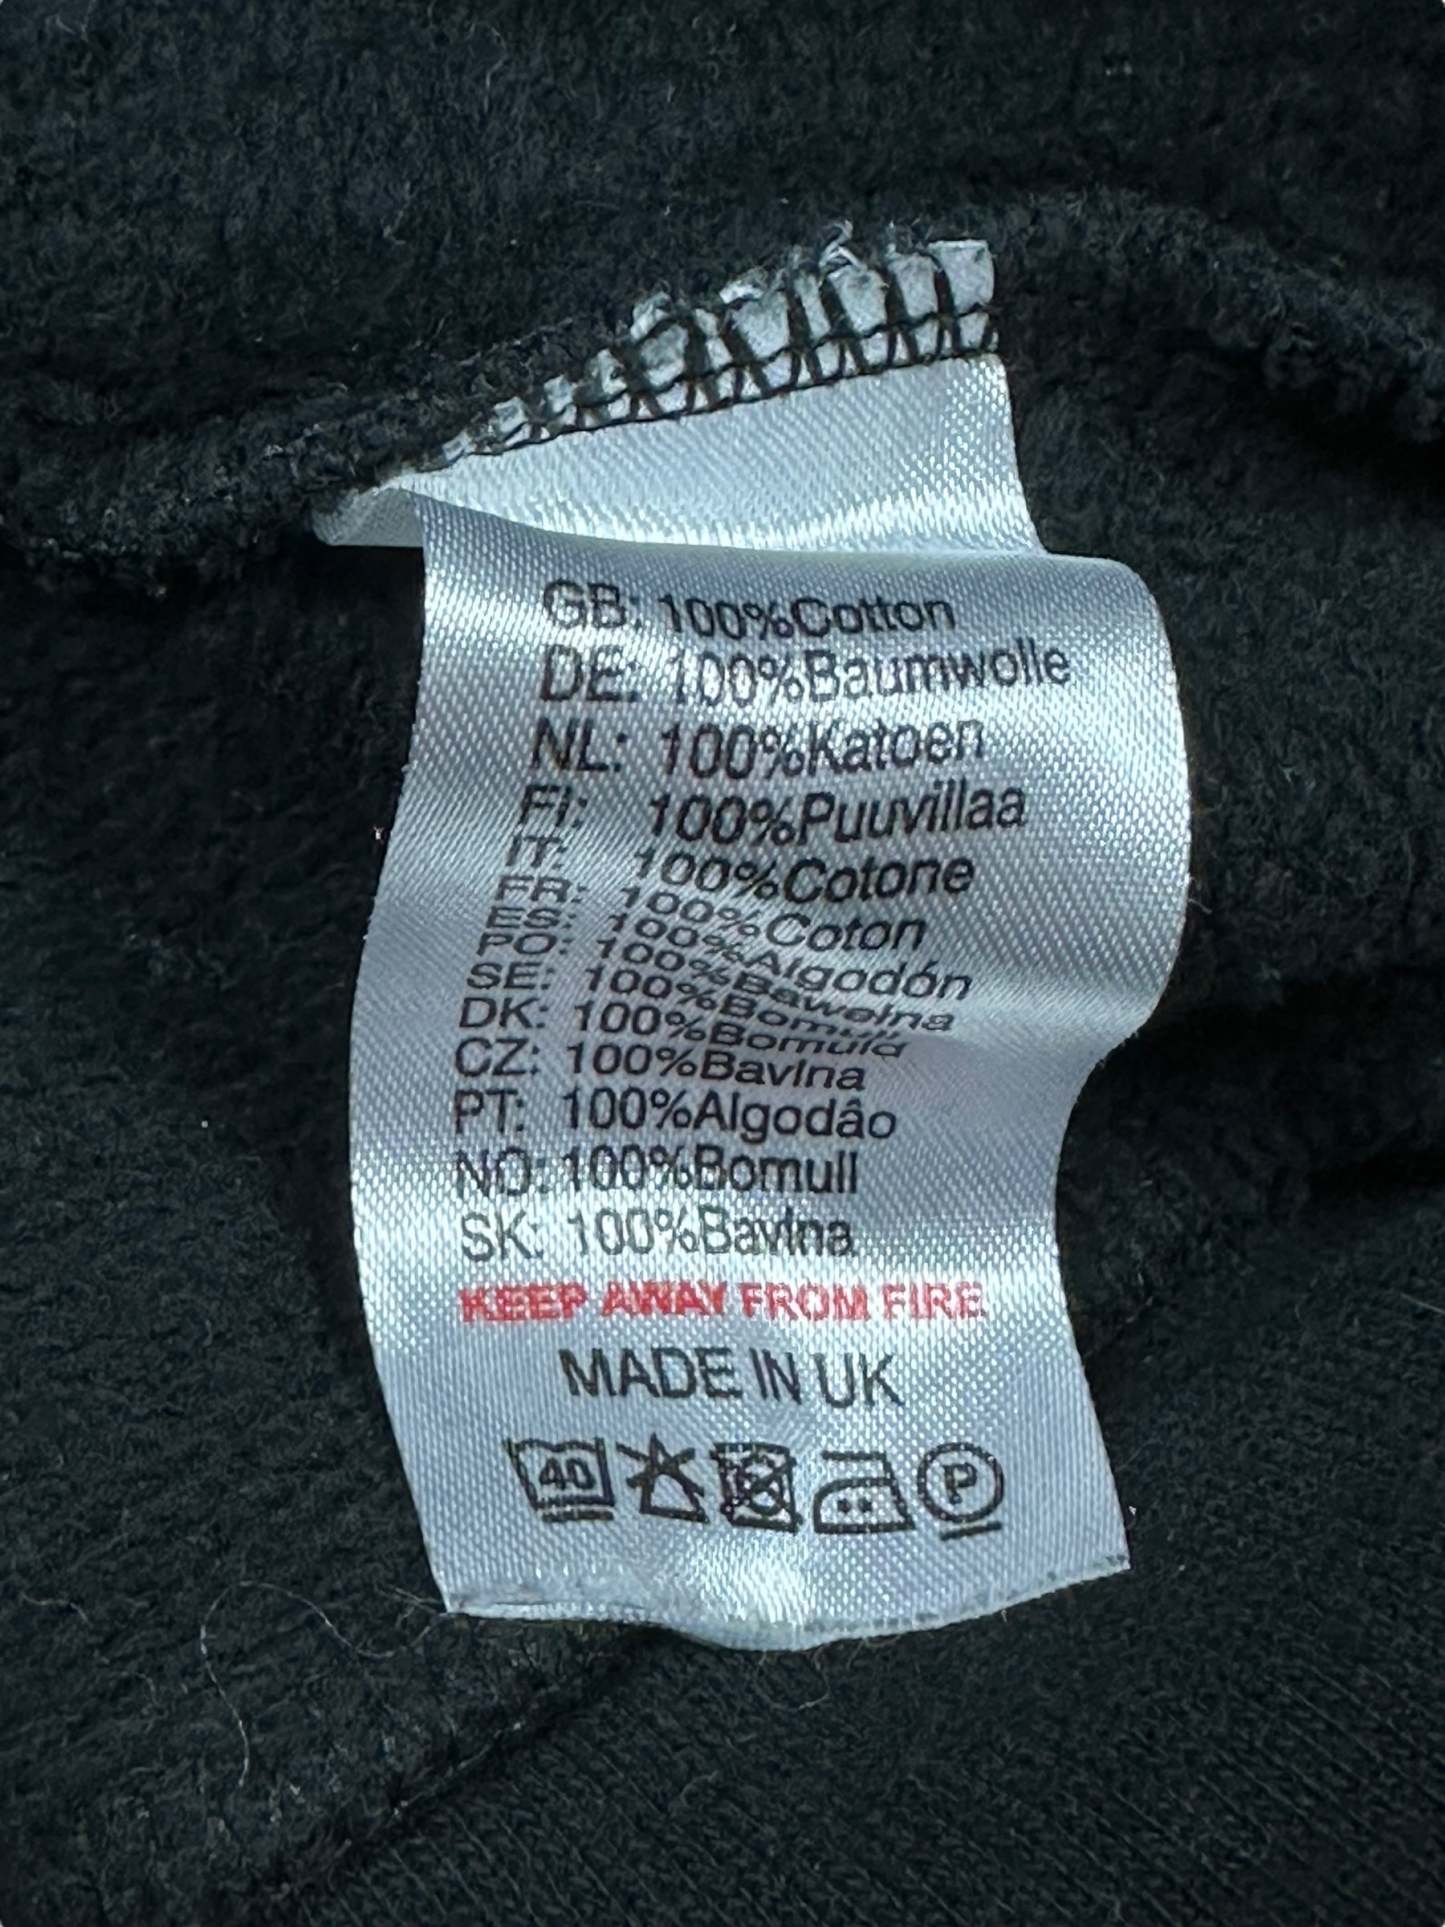 GB: 100%Cotton
DE: 100%Baumwolle
NL: 100%Katoen
FI: 100%Puuvillaa
IT: 100%Cotone
FR: 100%Coton
ES: 100%Algodón
PO: 100%Bawelna
SE: 100%Bomull
DK: 100%Bomuld
CZ: 100%Bavlna
PT: 100%Algodâo
NO: 100%Bomull
SK: 100%Bavlna
KEEP AWAY FROM FIRE
MADE IN UK
40 P